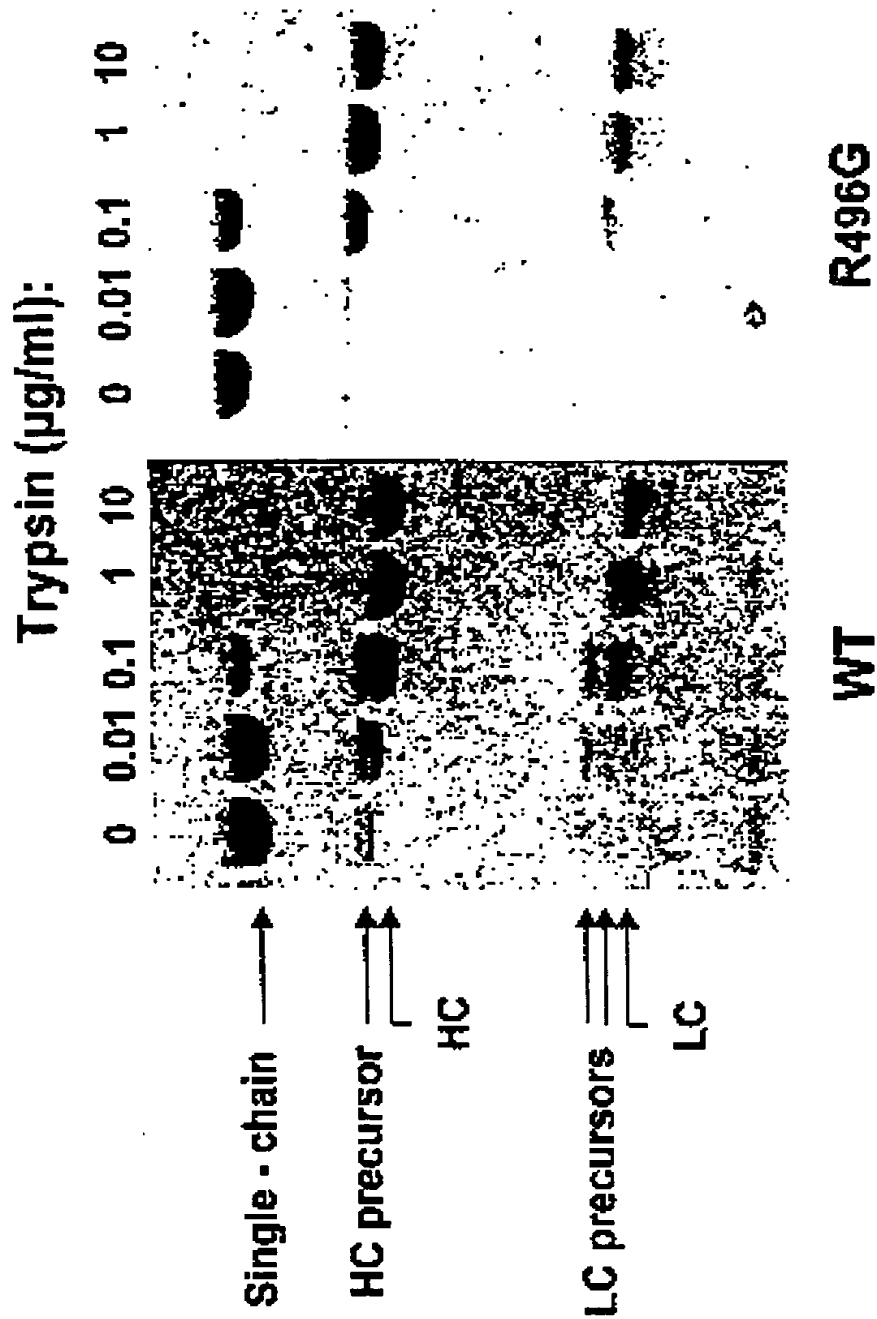 Trypsin (µg/ml):
0 0.01 0.1 1 10 0 0.01 0.1 1 10
Single - chain
HC precursor
HC
LC precursors
LC
WT R496G